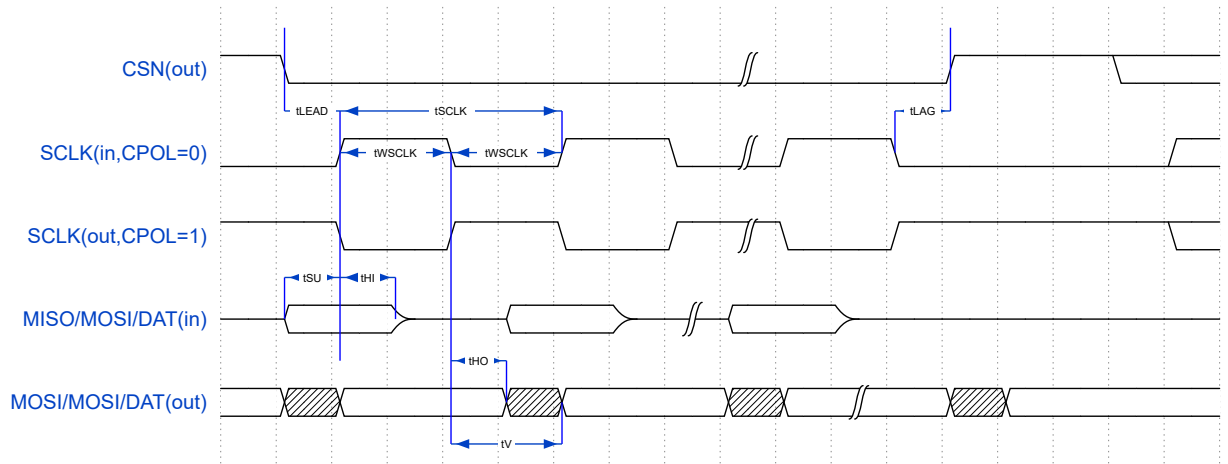 CSN(out)
tLEAD
tSCLK
tLAG
SCLK(in,CPOL=0)
tWSCLK
tWSCLK
SCLK(out,CPOL=1)
tSU
tHI
MISO/MOSI/DAT(in)
tHO
MOSI/MOSI/DAT(out)
tV